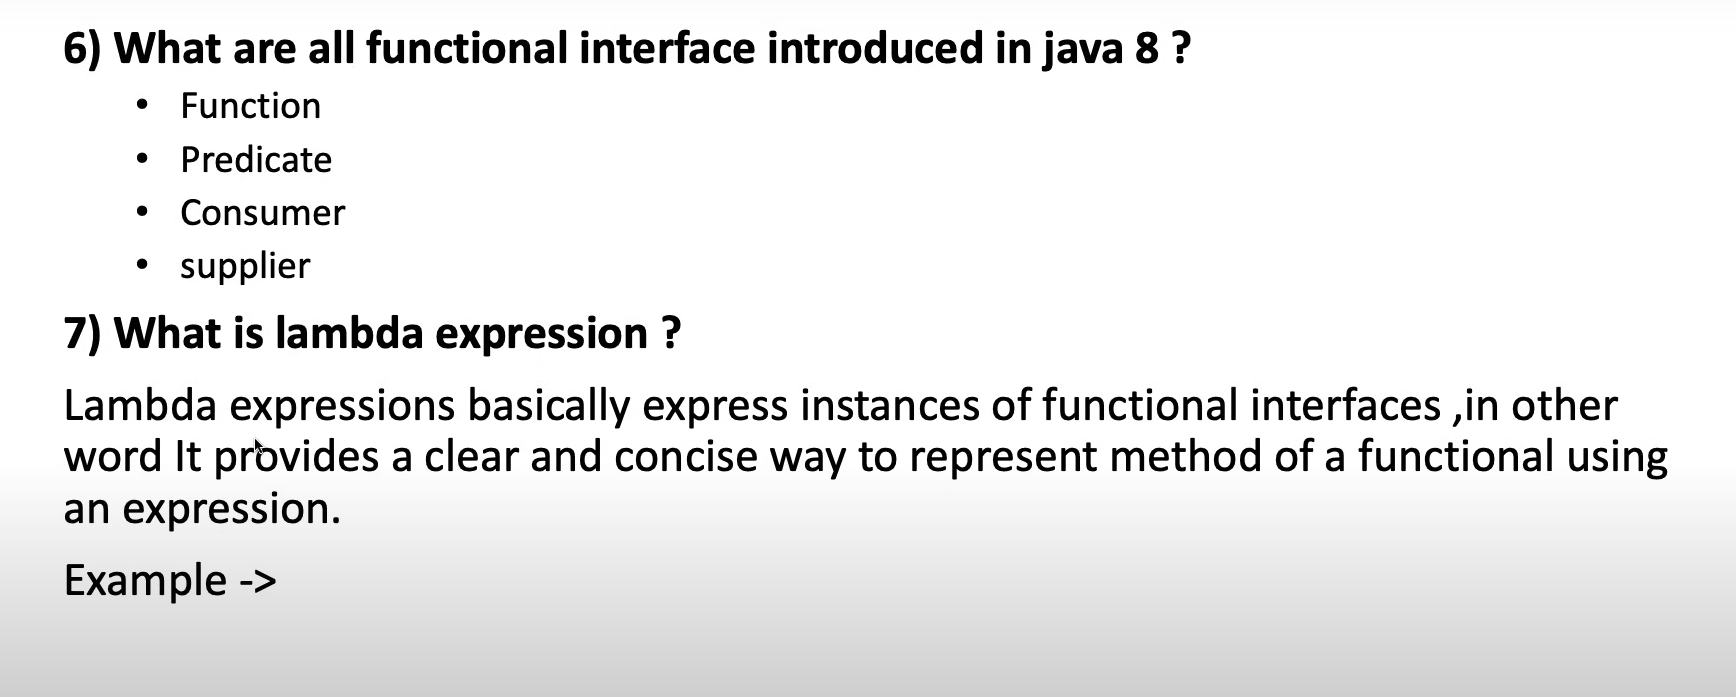 6) What are all functional interface introduced in java 8 ?
• Function
• Predicate
• Consumer
• supplier
7) What is lambda expression ?
Lambda expressions basically express instances of functional interfaces ,in other
word It provides a clear and concise way to represent method of a functional using
an expression.
Example ->